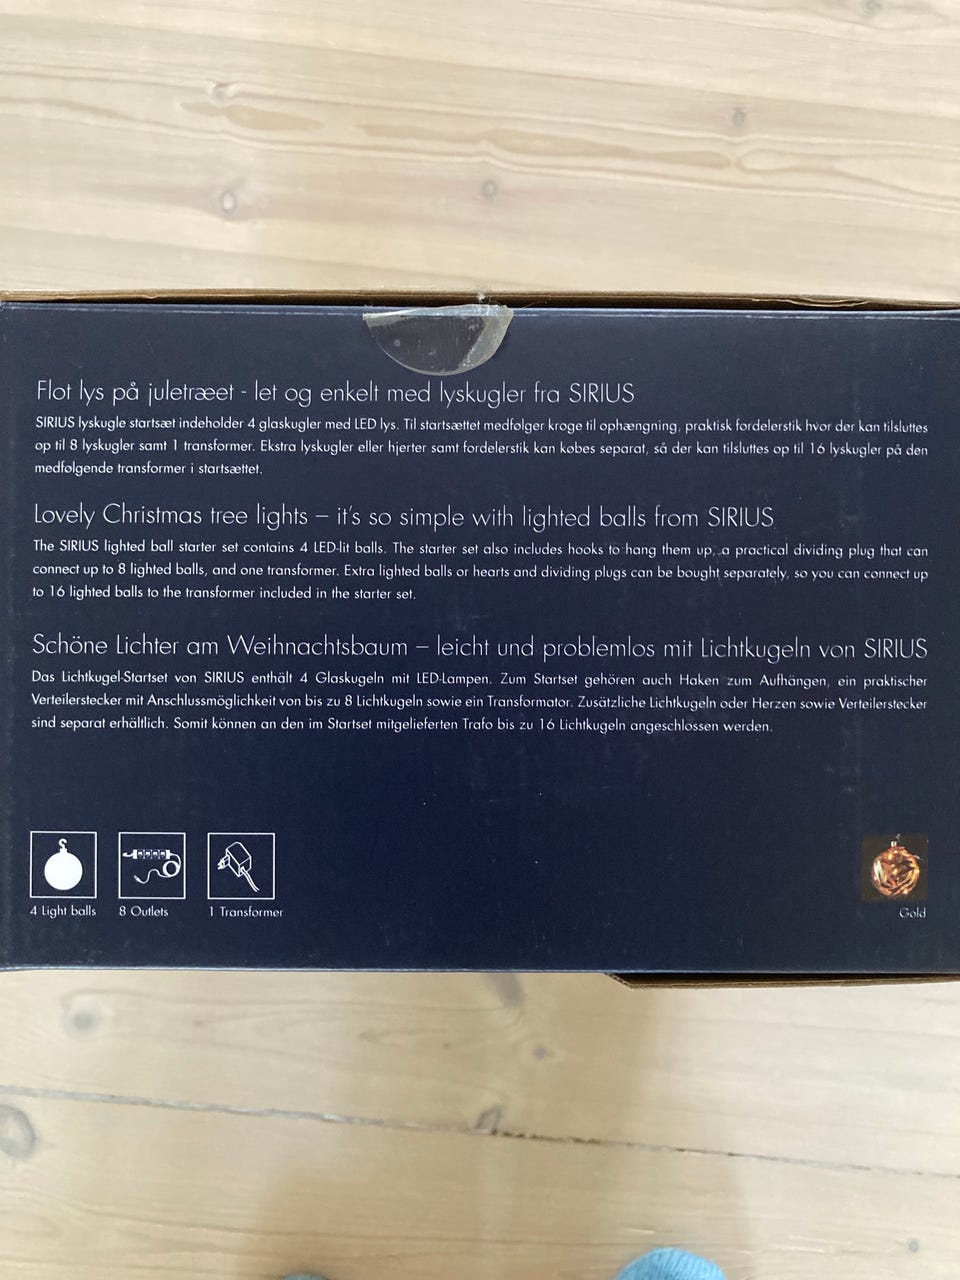 Flot lys på juletræet - let og enkelt med lyskugler fra SIRIUS
SIRIUS lyskugle startsæt indeholder 4 glaskugler med LED lys. Til startsættet medfølger kroge til ophængning, praktisk fordelerstik hvor der kan tilsluttes
op til 8 lyskugler samt 1 transformer. Ekstra lyskugler eller hjerter samt fordelerstik kan købes separat, så der kan tilsluttes op til 16 lyskugler på den
medfølgende transformer i startsættet.
Lovely Christmas tree lights – it's so simple with lighted balls from SIRIUS
The SIRIUS lighted ball starter set contains 4 LED-lit balls. The starter set also includes hooks to hang them up, a practical dividing plug that can
connect up to 8 lighted balls, and one transformer. Extra lighted balls or hearts and dividing plugs can be bought separately, so you can connect up
to 16 lighted balls to the transformer included in the starter set.
Schöne Lichter am Weihnachtsbaum – leicht und problemlos mit Lichtkugeln von SIRIUS
Das Lichtkugel-Startset von SIRIUS enthält 4 Glaskugeln mit LED-Lampen. Zum Startset gehören auch Haken zum Aufhängen, ein praktischer
Verteilerstecker mit Anschlussmöglichkeit von bis zu 8 Lichtkugeln sowie ein Transformator. Zusätzliche Lichtkugeln oder Herzen sowie Verteilerstecker
sind separat erhältlich. Somit können an den im Startset mitgelieferten Trafo bis zu 16 Lichtkugeln angeschlossen werden.
4 Light balls
8 Outlets
1 Transformer
Gold